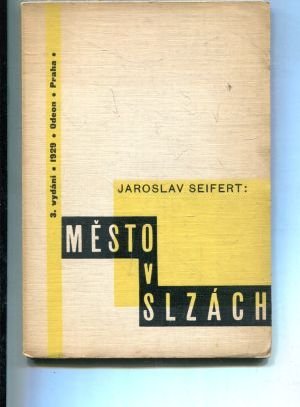 3. vydání • 1929 • Odeon • Praha •
JAROSLAV SEIFERT:
MĚSTO
V
SLZÁCH